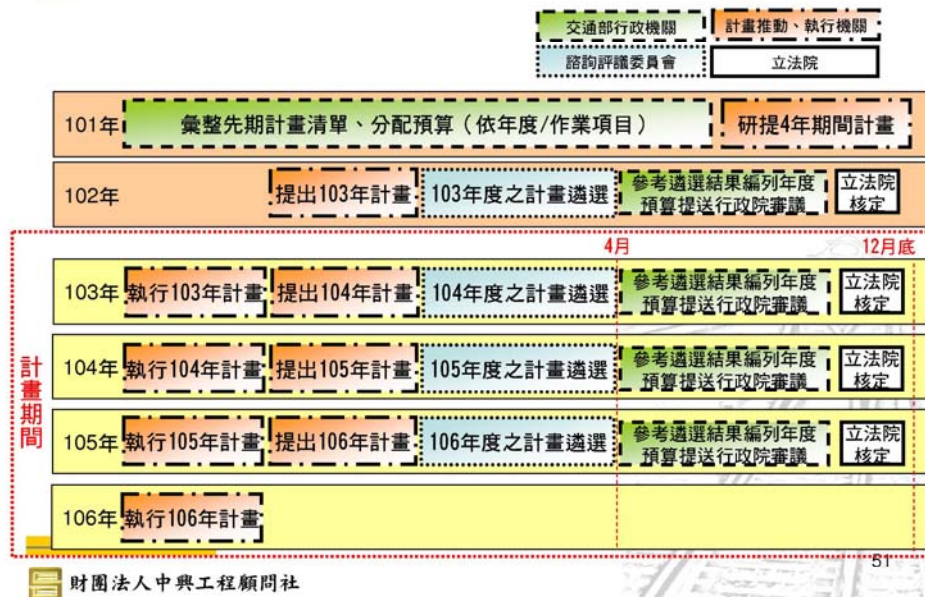 交通部行政機關
計畫推動、執行機關
諮詢評議委員會
立法院
101年
彙整先期計畫清單、分配預算（依年度/作業項目）
研提4年期間計畫
102年
提出103年計畫
103年度之計畫遴選
參考遴選結果編列年度
預算提送行政院審議
立法院
核定
4月
12月底
計畫期間
103年
執行103年計畫
提出104年計畫
104年度之計畫遴選
參考遴選結果編列年度
預算提送行政院審議
立法院
核定
104年
執行104年計畫
提出105年計畫
105年度之計畫遴選
參考遴選結果編列年度
預算提送行政院審議
立法院
核定
105年
執行105年計畫
提出106年計畫
106年度之計畫遴選
參考遴選結果編列年度
預算提送行政院審議
立法院
核定
106年
執行106年計畫
51
財團法人中興工程顧問社